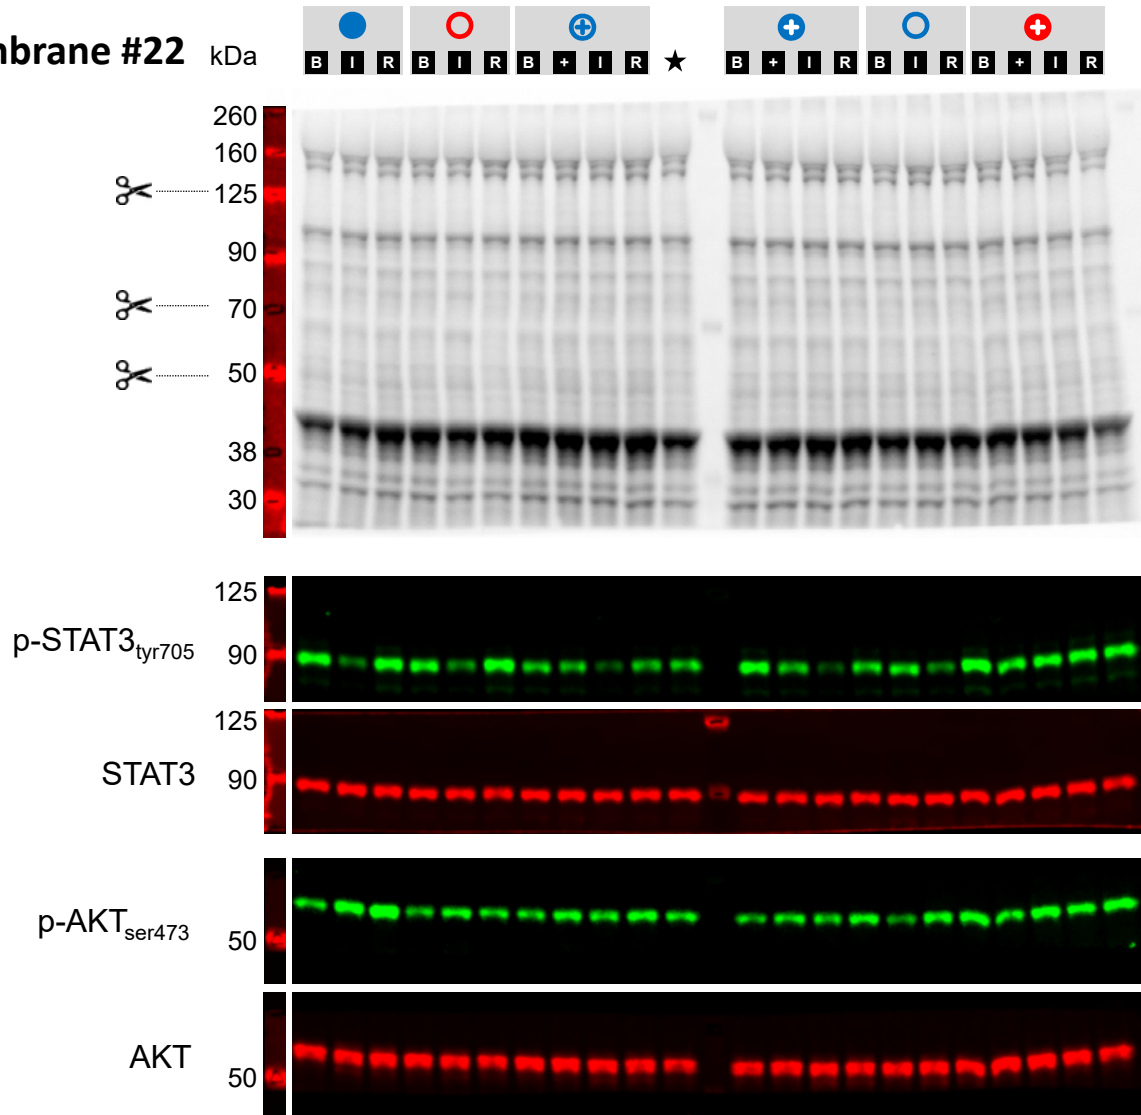 mbrane #22 kDa
B I R B I R B + I R ★ B + I R B I R B + I R
260
160
125
90
70
50
38
30
125
p-STAT3tyr705
90
125
STAT3
90
p-AKTser473
50
AKT
50